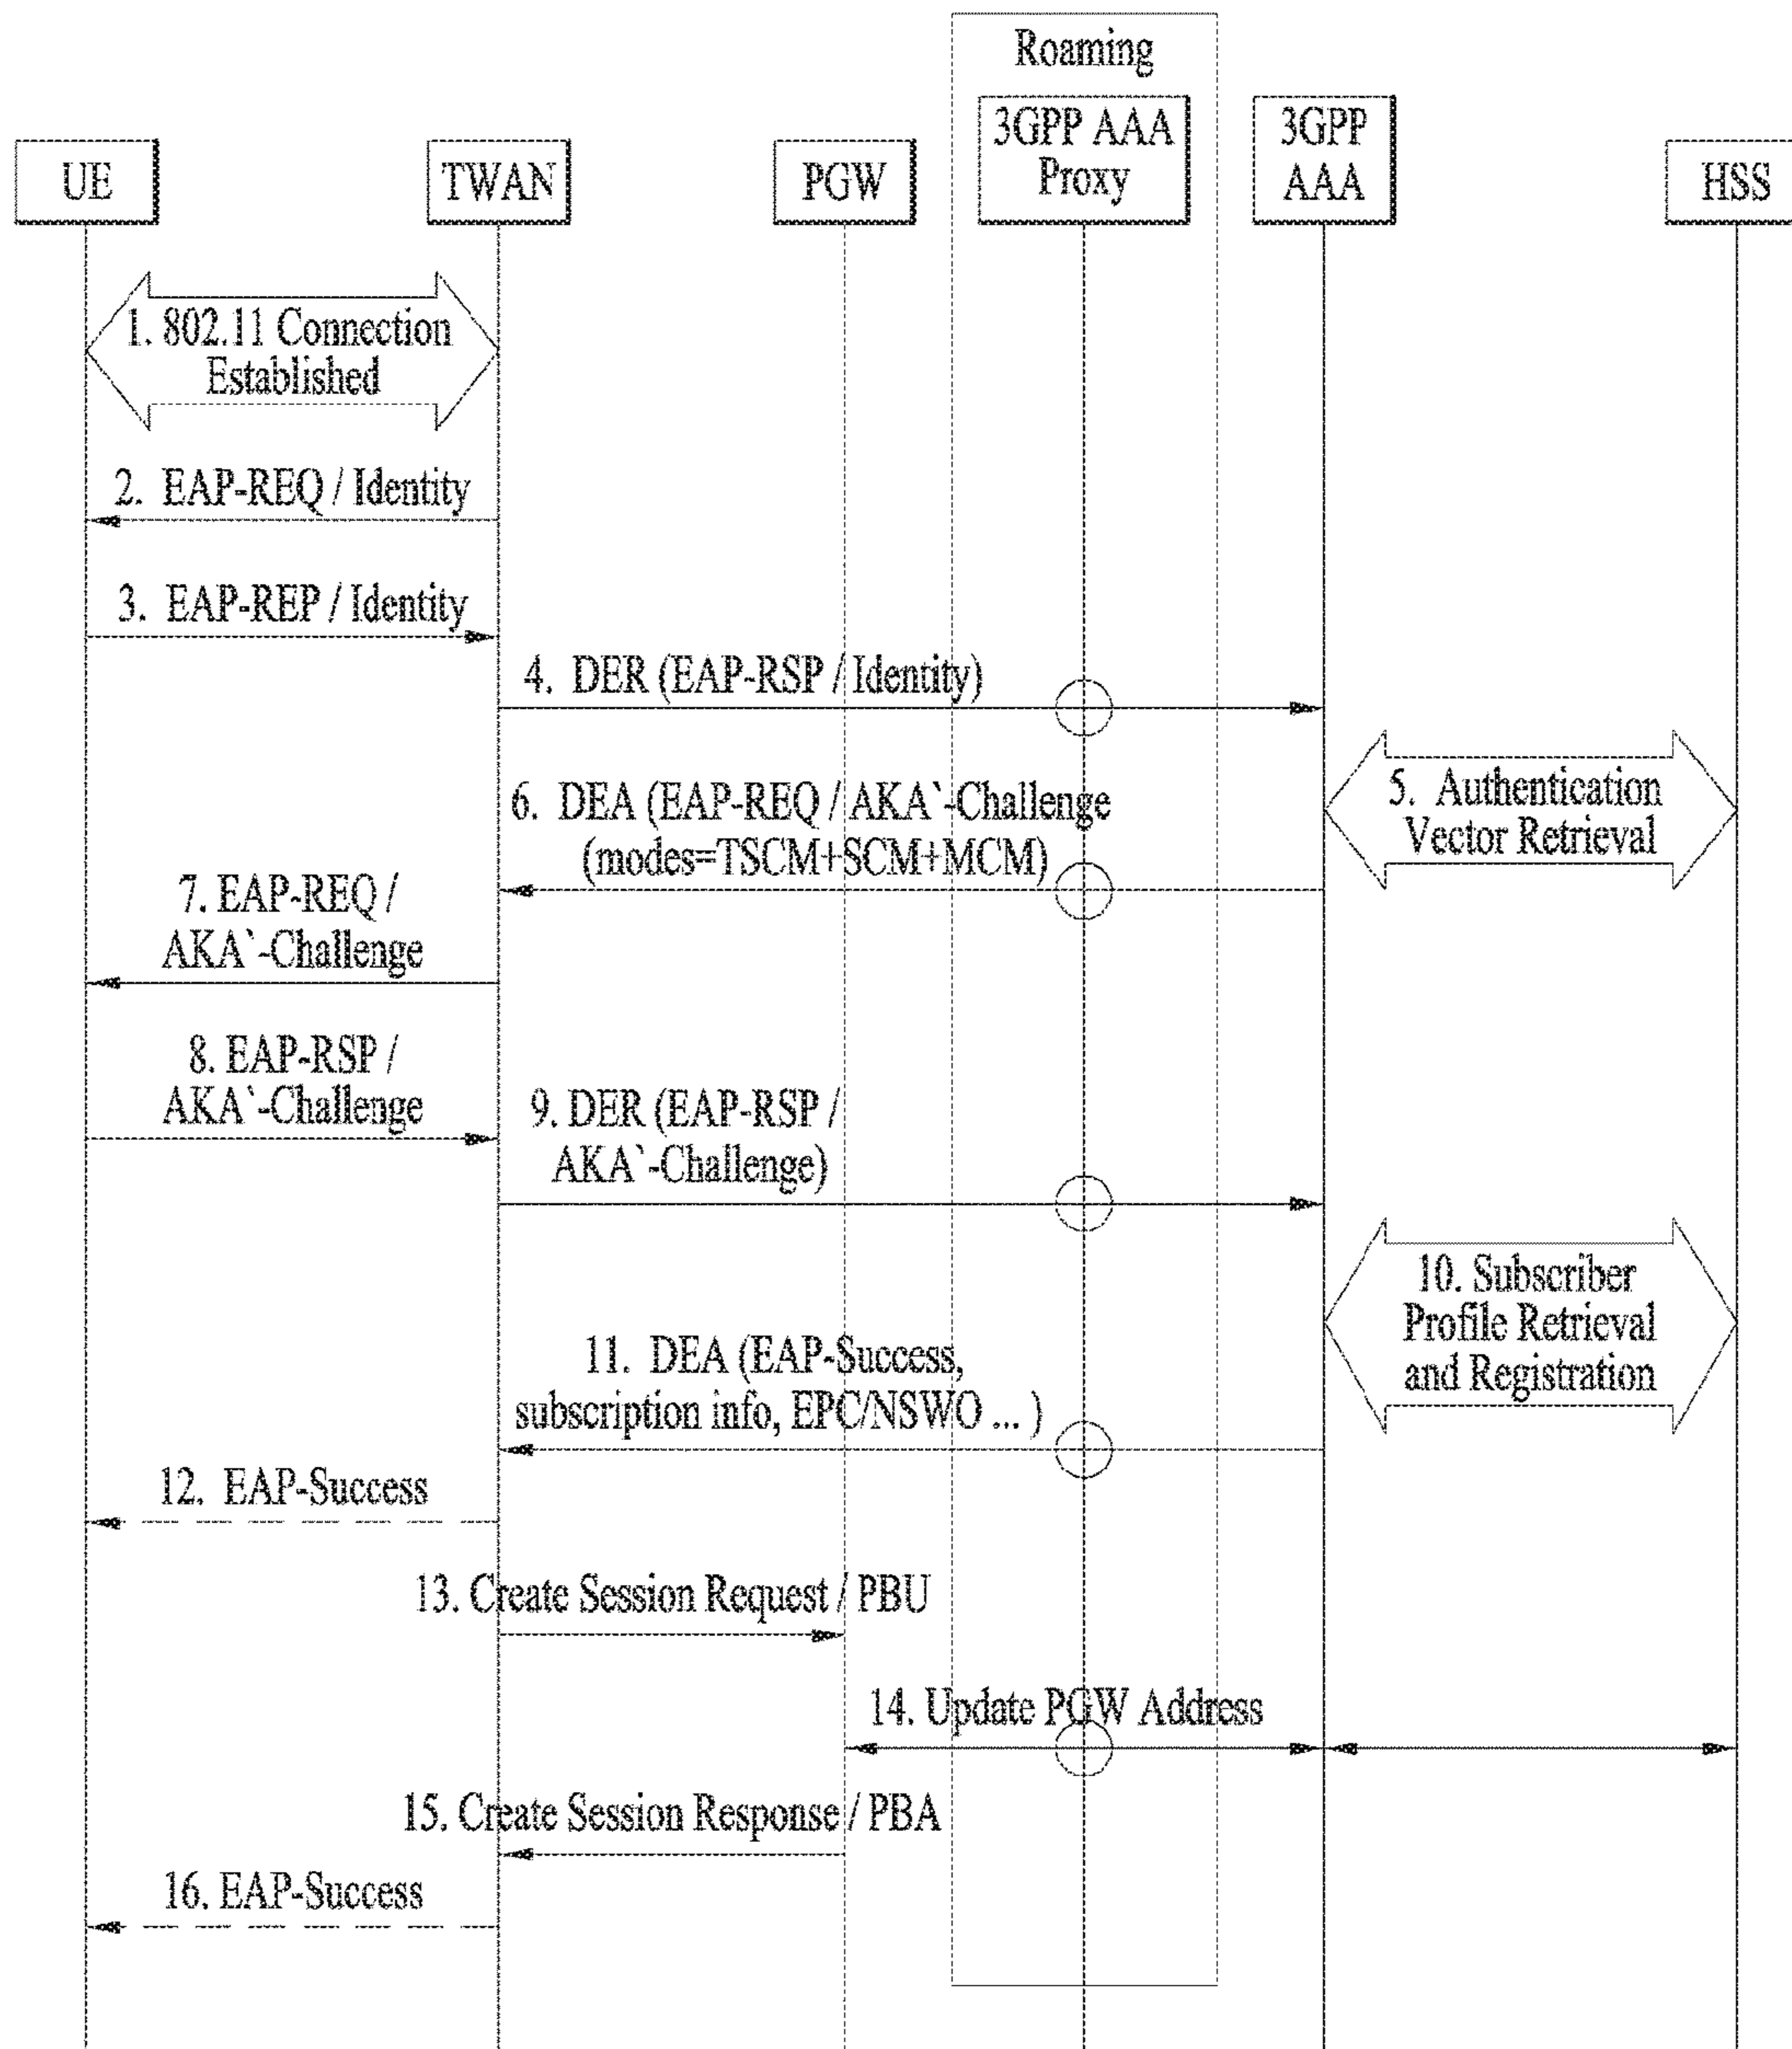 Roaming
UE
TWAN
PGW
3GPP AAA
Proxy
3GPP
AAA
HSS
1. 802.11 Connection
Established
2. EAP-REQ / Identity
3. EAP-REP / Identity
4. DER (EAP-RSP / Identity)
5. Authentication
Vector Retrieval
6. DEA (EAP-REQ / AKA`-Challenge
(modes=TSCM+SCM+MCM)
7. EAP-REQ /
AKA`-Challenge
8. EAP-RSP /
AKA`-Challenge
9. DER (EAP-RSP /
AKA`-Challenge)
10. Subscriber
Profile Retrieval
and Registration
11. DEA (EAP-Success,
subscription info, EPC/NSWO ... )
12. EAP-Success
13. Create Session Request / PBU
14. Update PGW Address
15. Create Session Response / PBA
16. EAP-Success